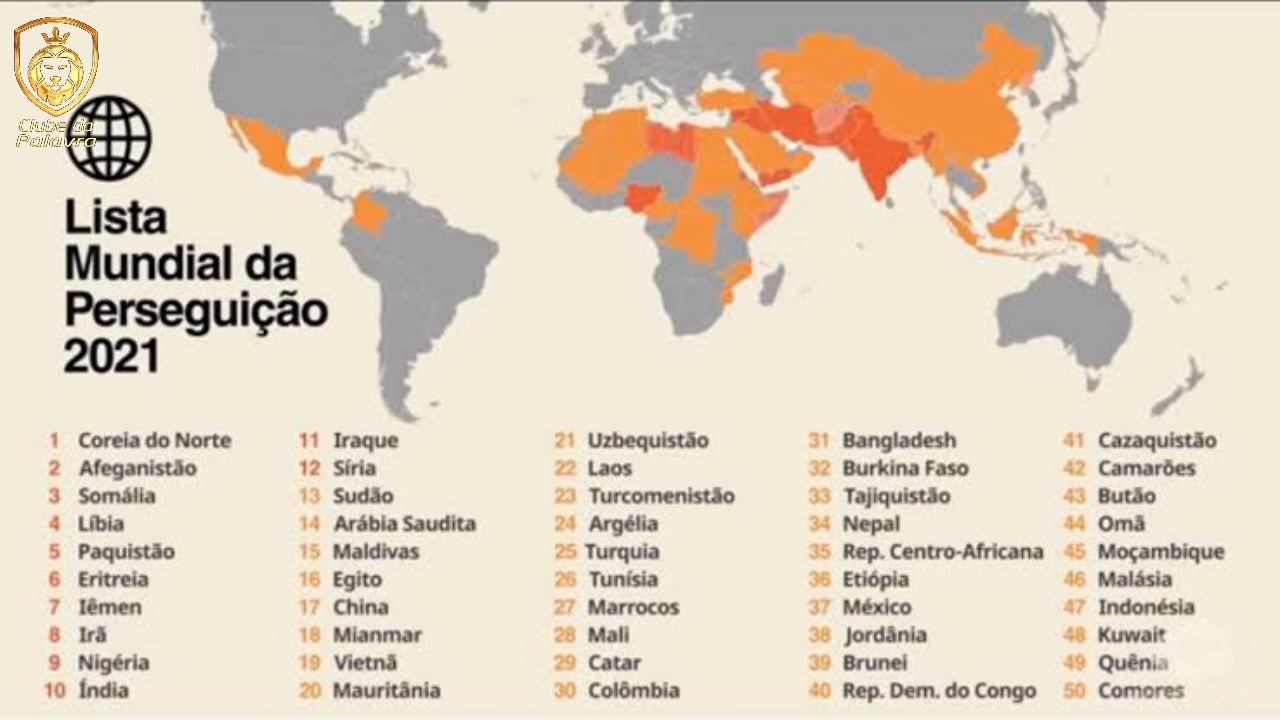 Clube da
Palavra
Lista
Mundial da
Perseguição
2021
1 Coreia do Norte
2 Afeganistão
3 Somália
4 Líbia
5 Paquistão
6 Eritreia
7 Iêmen
8 Irã
9 Nigéria
10 Índia
11 Iraque
12 Síria
13 Sudão
14 Arábia Saudita
15 Maldivas
16 Egito
17 China
18 Mianmar
19 Vietnã
20 Mauritânia
21 Uzbequistão
22 Laos
23 Turcomenistão
24 Argélia
25 Turquia
26 Tunísia
27 Marrocos
28 Mali
29 Catar
30 Colômbia
31 Bangladesh
32 Burkina Faso
33 Tajiquistão
34 Nepal
35 Rep. Centro-Africana
36 Etiópia
37 México
38 Jordânia
39 Brunei
40 Rep. Dem. do Congo
41 Cazaquistão
42 Camarões
43 Butão
44 Omã
45 Moçambique
46 Malásia
47 Indonésia
48 Kuwait
49 Quênia
50 Comores